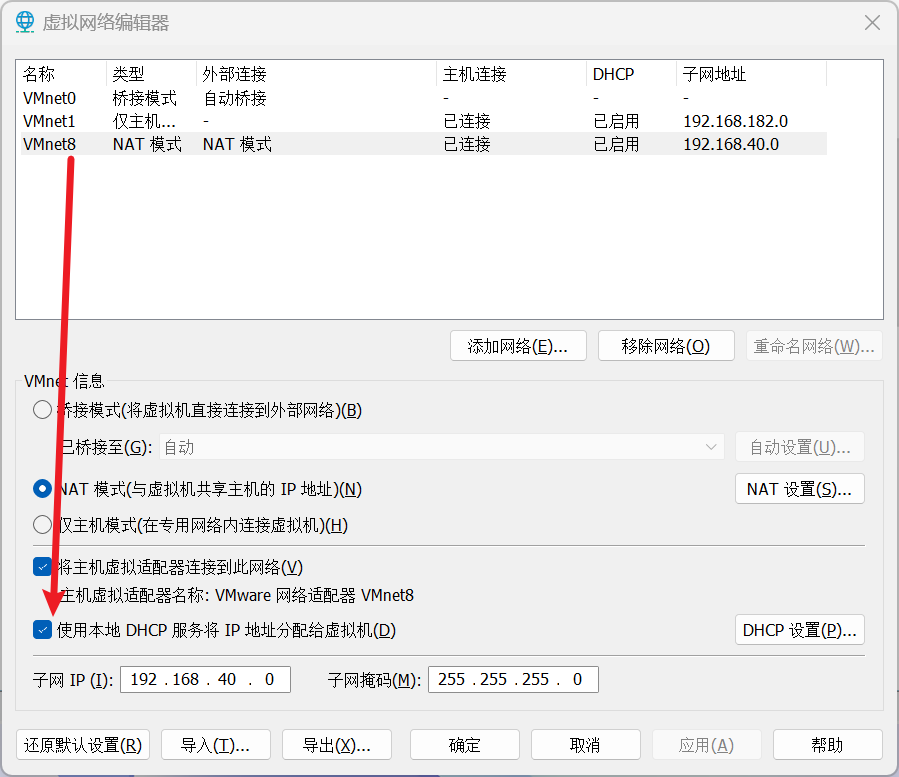 虚拟网络编辑器
名称 类型 外部连接 主机连接 DHCP 子网地址
VMnet0 桥接模式 自动桥接 - - -
VMnet1 仅主机... - 已连接 已启用 192.168.182.0
VMnet8 NAT 模式 NAT 模式 已连接 已启用 192.168.40.0
添加网络(E)... 移除网络(O) 重命名网络(W)...
VMnet 信息
桥接模式(将虚拟机直接连接到外部网络)(B)
已桥接至(G): 自动 自动设置(U)...
NAT 模式(与虚拟机共享主机的 IP 地址)(N) NAT 设置(S)...
仅主机模式(在专用网络内连接虚拟机)(H)
将主机虚拟适配器连接到此网络(V)
主机虚拟适配器名称: VMware 网络适配器 VMnet8
使用本地 DHCP 服务将 IP 地址分配给虚拟机(D) DHCP 设置(P)...
子网 IP (I): 192 . 168 . 40 . 0 子网掩码(M): 255 . 255 . 255 . 0
还原默认设置(R) 导入(T)... 导出(X)... 确定 取消 应用(A) 帮助